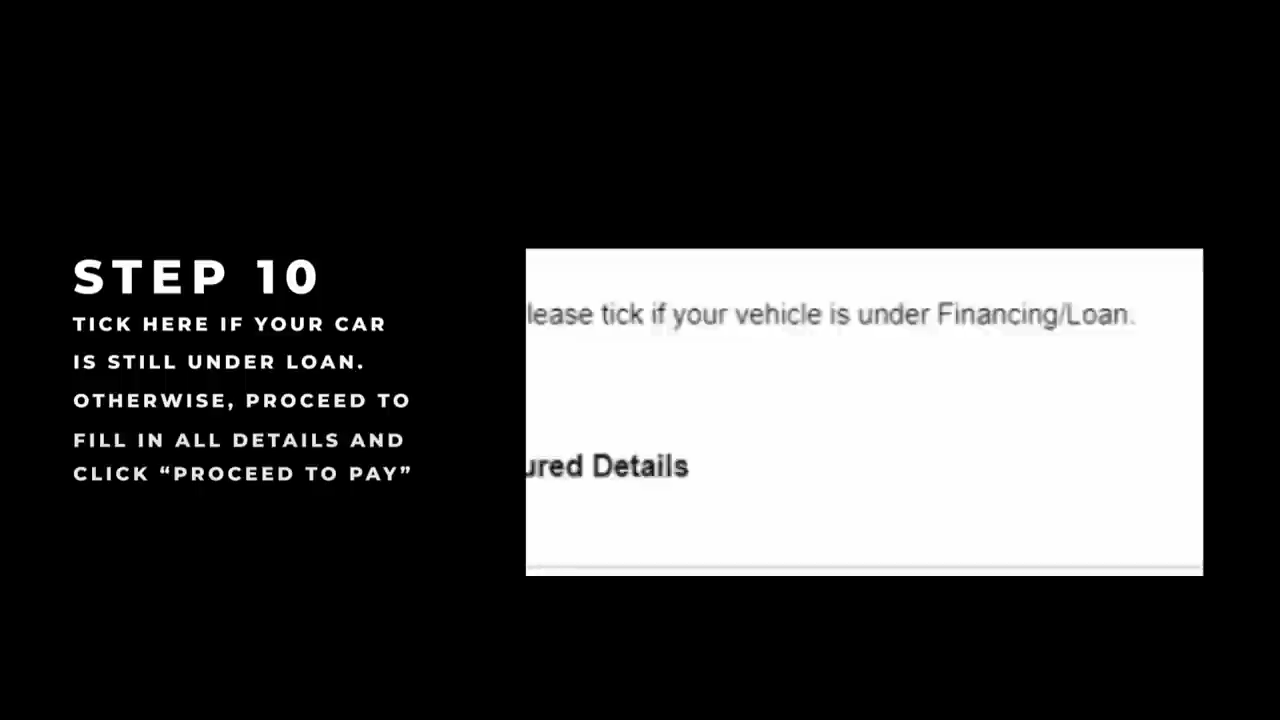 STEP 10
TICK HERE IF YOUR CAR
IS STILL UNDER LOAN.
OTHERWISE, PROCEED TO
FILL IN ALL DETAILS AND
CLICK “PROCEED TO PAY”
lease tick if your vehicle is under Financing/Loan.
ured Details